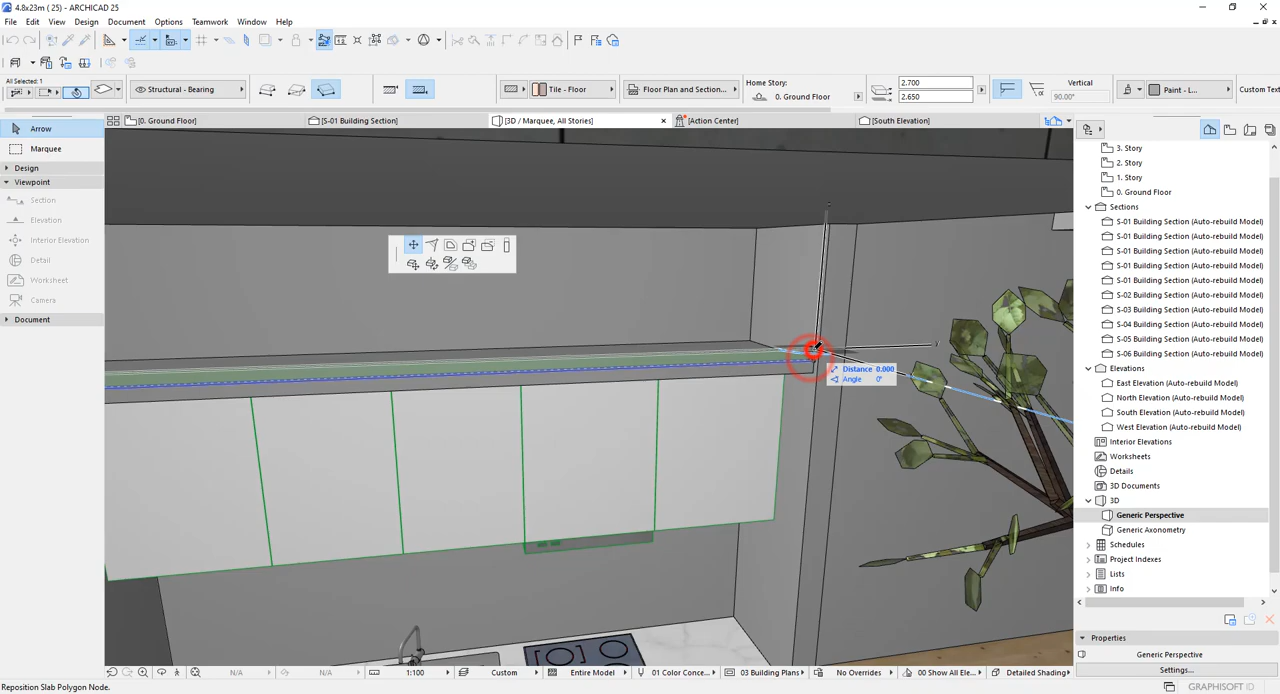 4.8x23m ( 25) - ARCHICAD 25
File Edit View Design Document Options Teamwork Window Help
All Selected: 1
Structural - Bearing
Tile - Floor
Floor Plan and Section...
Home Story:
0. Ground Floor
2.700
2.650
Vertical
90.00°
Paint - L...
Custom Text
Arrow
Marquee
Design
Viewpoint
Section
Elevation
Interior Elevation
Detail
Worksheet
Camera
Document
[0. Ground Floor]
[S-01 Building Section]
[3D / Marquee, All Stories]
[Action Center]
[South Elevation]
Distance 0.000
Angle 0°
3. Story
2. Story
1. Story
0. Ground Floor
Sections
S-01 Building Section (Auto-rebuild Model)
S-01 Building Section (Auto-rebuild Model)
S-01 Building Section (Auto-rebuild Model)
S-01 Building Section (Auto-rebuild Model)
S-01 Building Section (Auto-rebuild Model)
S-02 Building Section (Auto-rebuild Model)
S-03 Building Section (Auto-rebuild Model)
S-04 Building Section (Auto-rebuild Model)
S-05 Building Section (Auto-rebuild Model)
S-06 Building Section (Auto-rebuild Model)
Elevations
East Elevation (Auto-rebuild Model)
North Elevation (Auto-rebuild Model)
South Elevation (Auto-rebuild Model)
West Elevation (Auto-rebuild Model)
Interior Elevations
Worksheets
Details
3D Documents
3D
Generic Perspective
Generic Axonometry
Schedules
Project Indexes
Lists
Info
Properties
Generic Perspective
Settings...
N/A
N/A
1:100
Custom
Entire Model
01 Color Conce...
03 Building Plans
No Overrides
00 Show All Ele...
Detailed Shading
Reposition Slab Polygon Node.
GRAPHISOFT ID